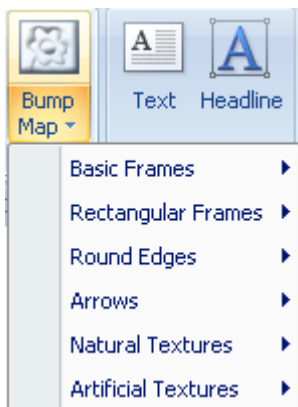 Bump
Map
Text
Headline
Basic Frames
Rectangular Frames
Round Edges
Arrows
Natural Textures
Artificial Textures